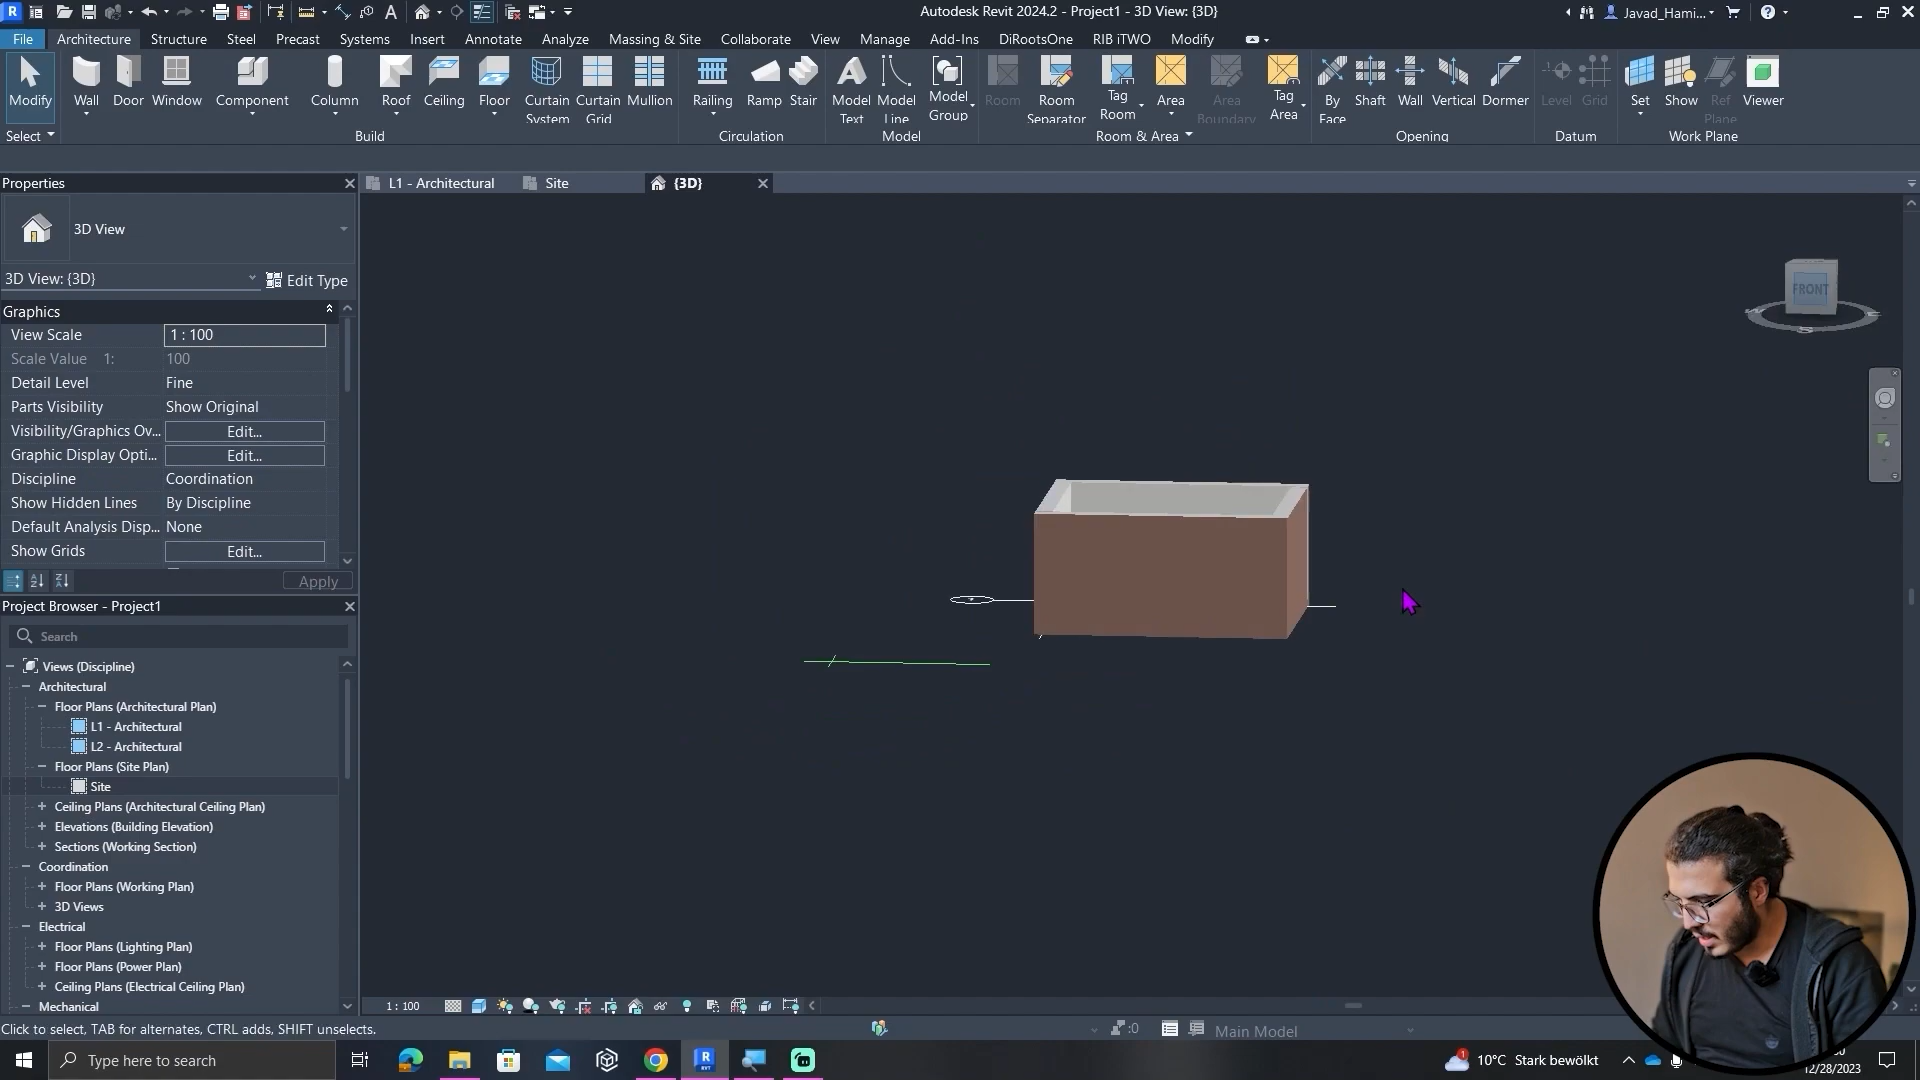 Autodesk Revit 2024.2 - Project1 - 3D View: {3D}
Javad_Hami...
File
Architecture
Structure
Steel
Precast
Systems
Insert
Annotate
Analyze
Massing & Site
Collaborate
View
Manage
Add-Ins
DiRootsOne
RIB iTWO
Modify
Modify
Wall
Door
Window
Component
Column
Roof
Ceiling
Floor
Curtain System
Curtain Grid
Mullion
Railing
Ramp
Stair
Model Text
Model Line
Model Group
Room
Room Separator
Tag Room
Area
Area Boundary
Tag Area
By Face
Shaft
Wall
Vertical
Dormer
Level
Grid
Set
Show
Ref Plane
Viewer
Select
Build
Circulation
Model
Room & Area
Opening
Datum
Work Plane
Properties
L1 - Architectural
Site
{3D}
3D View
3D View: {3D}
Edit Type
Graphics
View Scale 1 : 100
Scale Value 1: 100
Detail Level Fine
Parts Visibility Show Original
Visibility/Graphics Ov... Edit...
Graphic Display Opti... Edit...
Discipline Coordination
Show Hidden Lines By Discipline
Default Analysis Disp... None
Show Grids Edit...
Apply
FRONT
S
Project Browser - Project1
Search
Views (Discipline)
Architectural
Floor Plans (Architectural Plan)
L1 - Architectural
L2 - Architectural
Floor Plans (Site Plan)
Site
Ceiling Plans (Architectural Ceiling Plan)
Elevations (Building Elevation)
Sections (Working Section)
Coordination
Floor Plans (Working Plan)
3D Views
Electrical
Floor Plans (Lighting Plan)
Floor Plans (Power Plan)
Ceiling Plans (Electrical Ceiling Plan)
Mechanical
1 : 100
Click to select, TAB for alternates, CTRL adds, SHIFT unselects.
:0
Main Model
Type here to search
10°C Stark bewölkt
12/28/2023